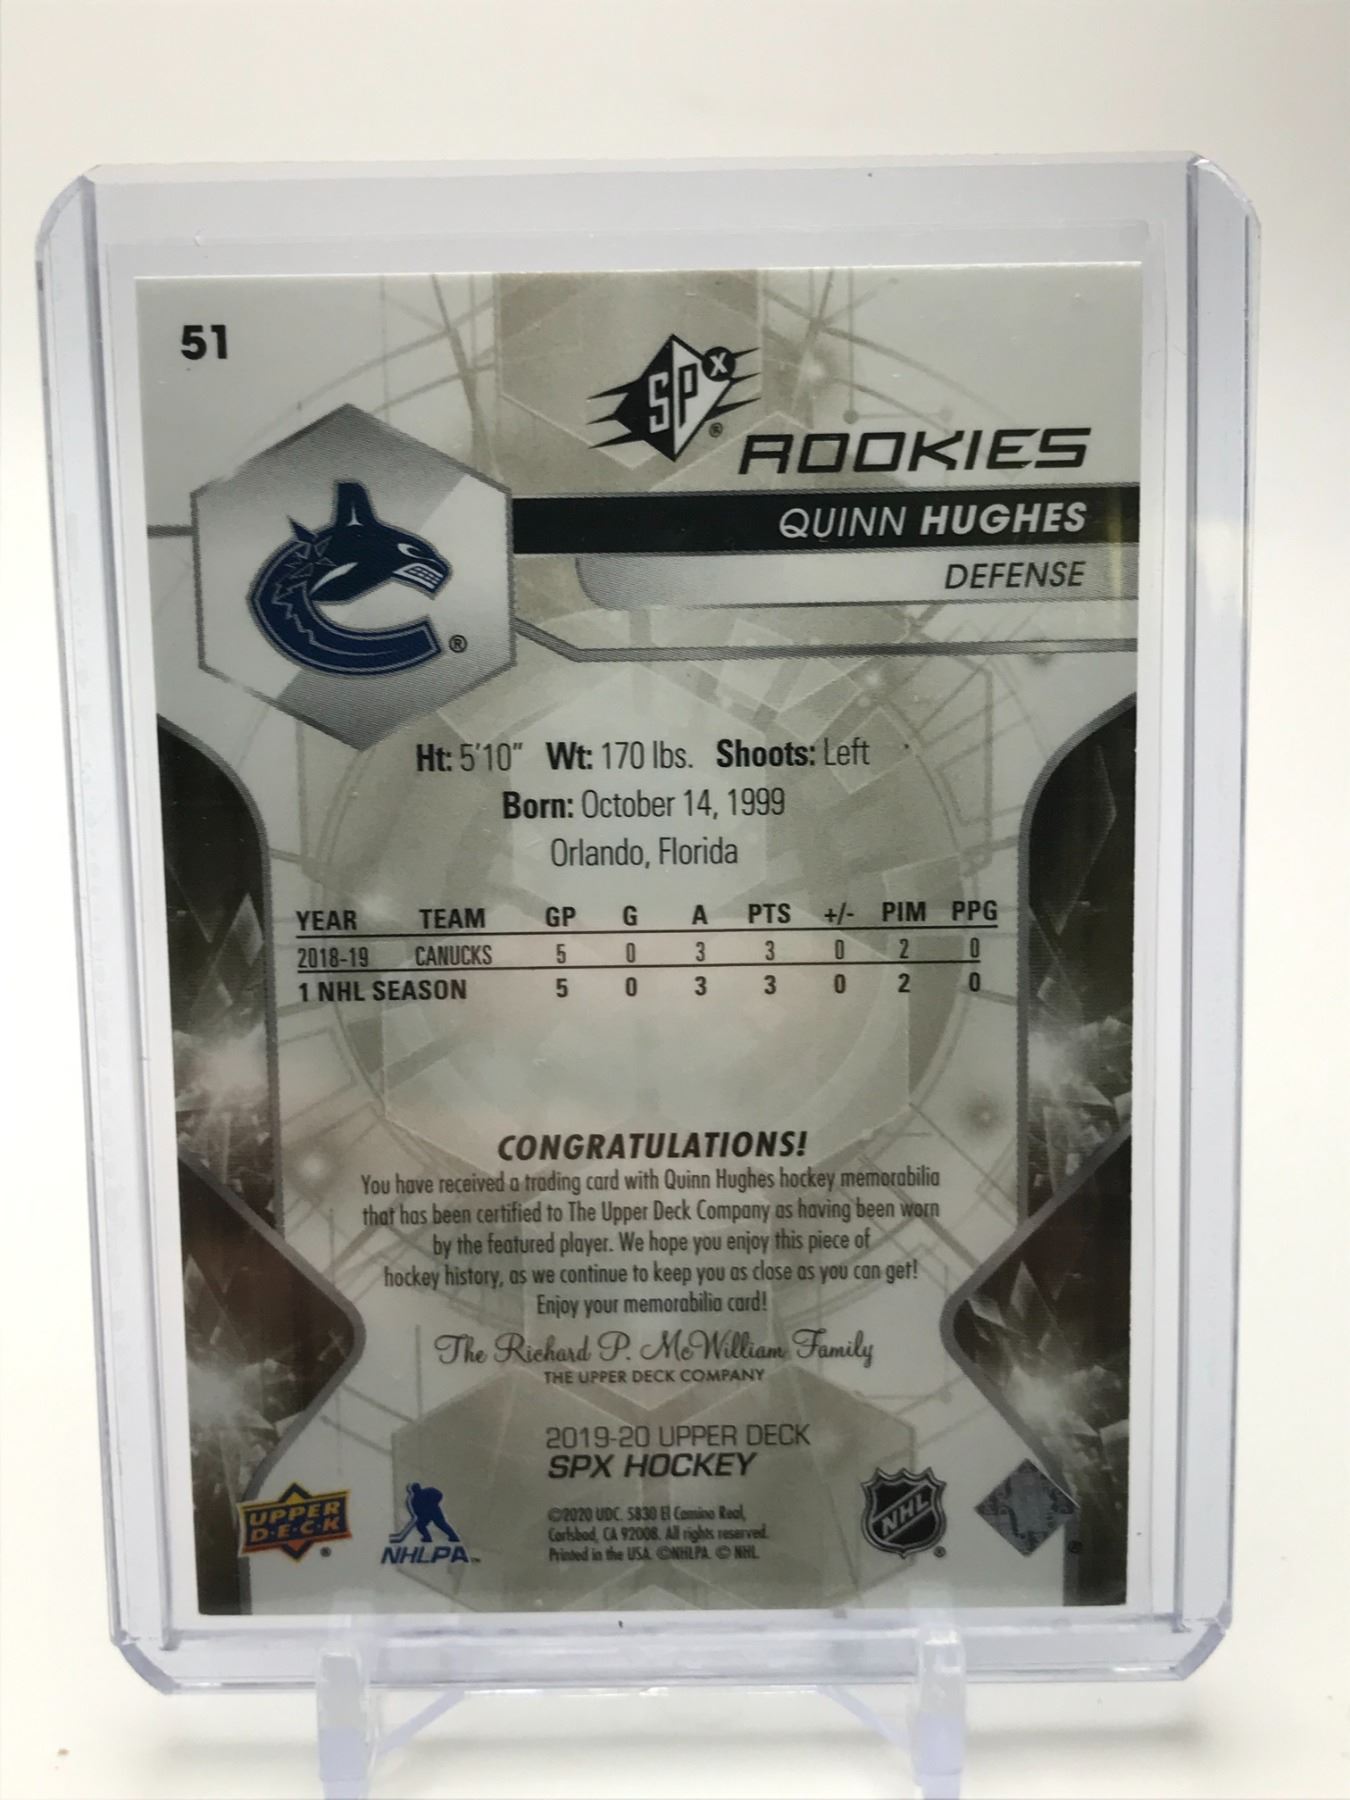 51
SPx®
ROOKIES
QUINN HUGHES
DEFENSE
®
Ht: 5'10" Wt: 170 lbs. Shoots: Left
Born: October 14, 1999
Orlando, Florida
YEAR TEAM GP G A PTS +/- PIM PPG
2018-19 CANUCKS 5 0 3 3 0 2 0
1 NHL SEASON 5 0 3 3 0 2 0
CONGRATULATIONS!
You have received a trading card with Quinn Hughes hockey memorabilia
that has been certified to The Upper Deck Company as having been worn
by the featured player. We hope you enjoy this piece of
hockey history, as we continue to keep you as close as you can get!
Enjoy your memorabilia card!
The Richard P. McWilliam Family
THE UPPER DECK COMPANY
2019-20 UPPER DECK
SPX HOCKEY
UPPER
D·E·C·K
®
NHLPA™
©2020 UDC. 5830 El Camino Real,
Carlsbad, CA 92008. All rights reserved.
Printed in the USA. ©NHLPA. © NHL
NHL
®
®